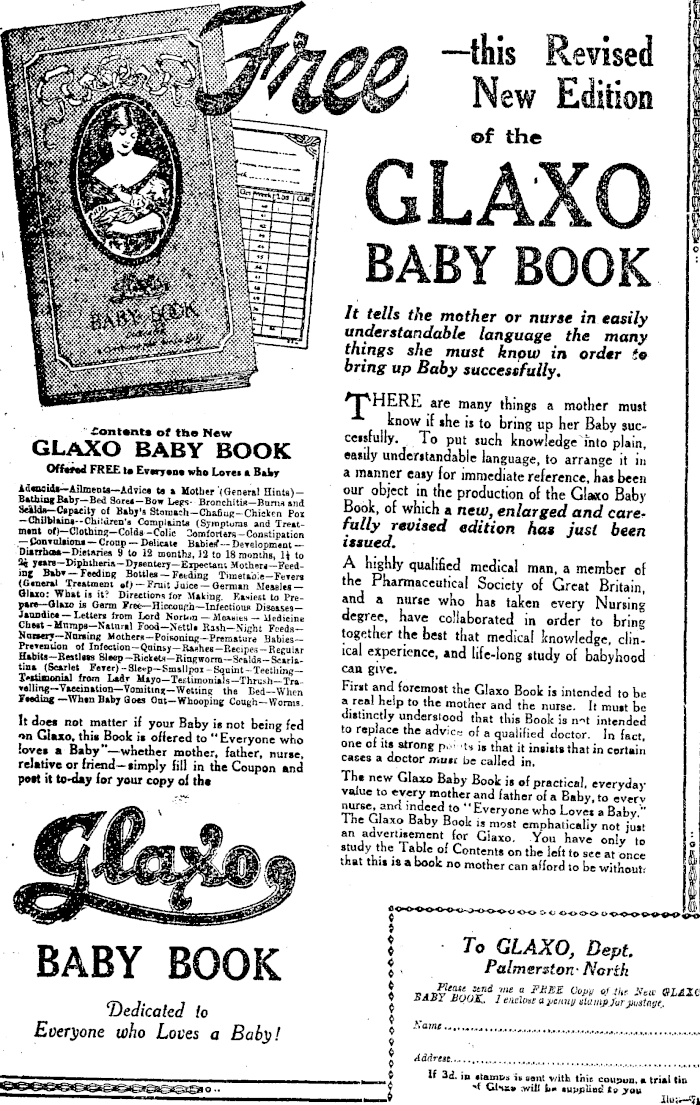 Free
—this Revised
New Edition
of the
GLAXO
BABY BOOK
It tells the mother or nurse in easily
understandable language the many
things she must know in order to
bring up Baby successfully.
THERE are many things a mother must
know if she is to bring up her Baby suc-
cessfully. To put such knowledge into plain,
easily understandable language, to arrange it in
a manner easy for immediate reference, has been
our object in the production of the Glaxo Baby
Book, of which a new, enlarged and care-
fully revised edition has just been
issued.
A highly qualified medical man, a member of
the Pharmaceutical Society of Great Britain,
and a nurse who has taken every Nursing
degree, have collaborated in order to bring
together the best that medical knowledge, clin-
ical experience, and life-long study of babyhood
can give.
First and foremost the Glaxo Book is intended to be
a real help to the mother and the nurse. It must be
distinctly understood that this Book is not intended
to replace the advice of a qualified doctor. In fact,
one of its strong points is that it insists that in certain
cases a doctor must be called in.
The new Glaxo Baby Book is of practical, everyday
value to every mother and father of a Baby, to every
nurse, and indeed to "Everyone who Loves a Baby."
The Glaxo Baby Book is most emphatically not just
an advertisement for Glaxo. You have only to
study the Table of Contents on the left to see at once
that this is a book no mother can afford to be without:
Glaxo
BABY BOOK
Contents of the New
GLAXO BABY BOOK
Offered FREE to Everyone who Loves a Baby
Adenoids—Ailments—Advice to a Mother (General Hints)—
Bathing Baby—Bed Sores—Bow Legs—Bronchitis—Burns and
Scalds—Capacity of Baby's Stomach—Chafing—Chicken Pox
—Chilblains—Children's Complaints (Symptoms and Treat-
ment of)—Clothing—Colds—Colic—Comforters—Constipation
—Convulsions—Croup—Delicate Babies—Development—
Diarrhœa—Dietaries 9 to 12 months, 12 to 18 months, 1½ to
2½ years—Diphtheria—Dysentery—Expectant Mothers—Feed-
ing Baby—Feeding Bottles—Feeding Timetable—Fevers
(General Treatment of)—Fruit Juice—German Measles—
Glaxo: What is it? Directions for Making. Easiest to Pre-
pare—Glaxo is Germ Free—Hiccough—Infectious Diseases—
Jaundice—Letters from Lord Norton—Measles—Medicine
Chest—Mumps—Natural Food—Nettle Rash—Night Feeds—
Nursery—Nursing Mothers—Poisoning—Premature Babies—
Prevention of Infection—Quinsy—Rashes—Recipes—Regular
Habits—Restless Sleep—Rickets—Ringworm—Scalds—Scarla-
tina (Scarlet Fever)—Sleep—Smallpox—Squint—Teething—
Testimonial from Lady Mayo—Testimonials—Thrush—Tra-
velling—Vaccination—Vomiting—Wetting the Bed—When
Feeding—When Baby Goes Out—Whooping Cough—Worms.
It does not matter if your Baby is not being fed
on Glaxo, this Book is offered to "Everyone who
loves a Baby"—whether mother, father, nurse,
relative or friend—simply fill in the Coupon and
post it to-day for your copy of the
Glaxo
BABY BOOK
Dedicated to
Everyone who Loves a Baby!
To GLAXO, Dept.
Palmerston North
Please send me a FREE Copy of the New GLAXO
BABY BOOK. I enclose a penny stamp for postage.
Name
Address
If 3d. in stamps is sent with this coupon, a trial tin
of Glaxo will be supplied to you